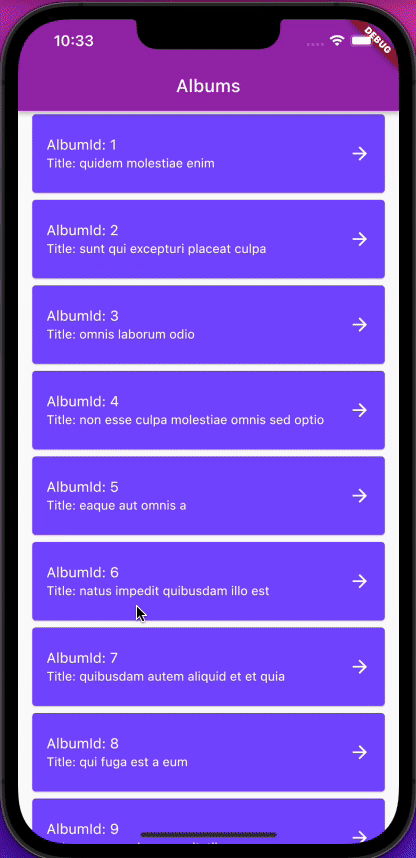 10:33
DEBUG
Albums
AlbumId: 1
Title: quidem molestiae enim
AlbumId: 2
Title: sunt qui excepturi placeat culpa
AlbumId: 3
Title: omnis laborum odio
AlbumId: 4
Title: non esse culpa molestiae omnis sed optio
AlbumId: 5
Title: eaque aut omnis a
AlbumId: 6
Title: natus impedit quibusdam illo est
AlbumId: 7
Title: quibusdam autem aliquid et et quia
AlbumId: 8
Title: qui fuga est a eum
AlbumId: 9